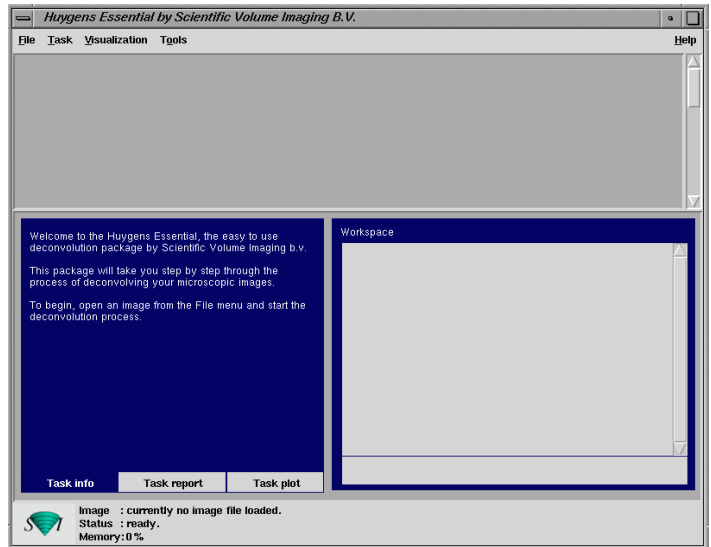 Huygens Essential by Scientific Volume Imaging B.V.
File Task Visualization Tools Help
Welcome to the Huygens Essential, the easy to use
deconvolution package by Scientific Volume Imaging b.v.
This package will take you step by step through the
process of deconvolving your microscopic images.
To begin, open an image from the File menu and start the
deconvolution process.
Task info Task report Task plot
Workspace
SVI
Image : currently no image file loaded.
Status : ready.
Memory:0 %